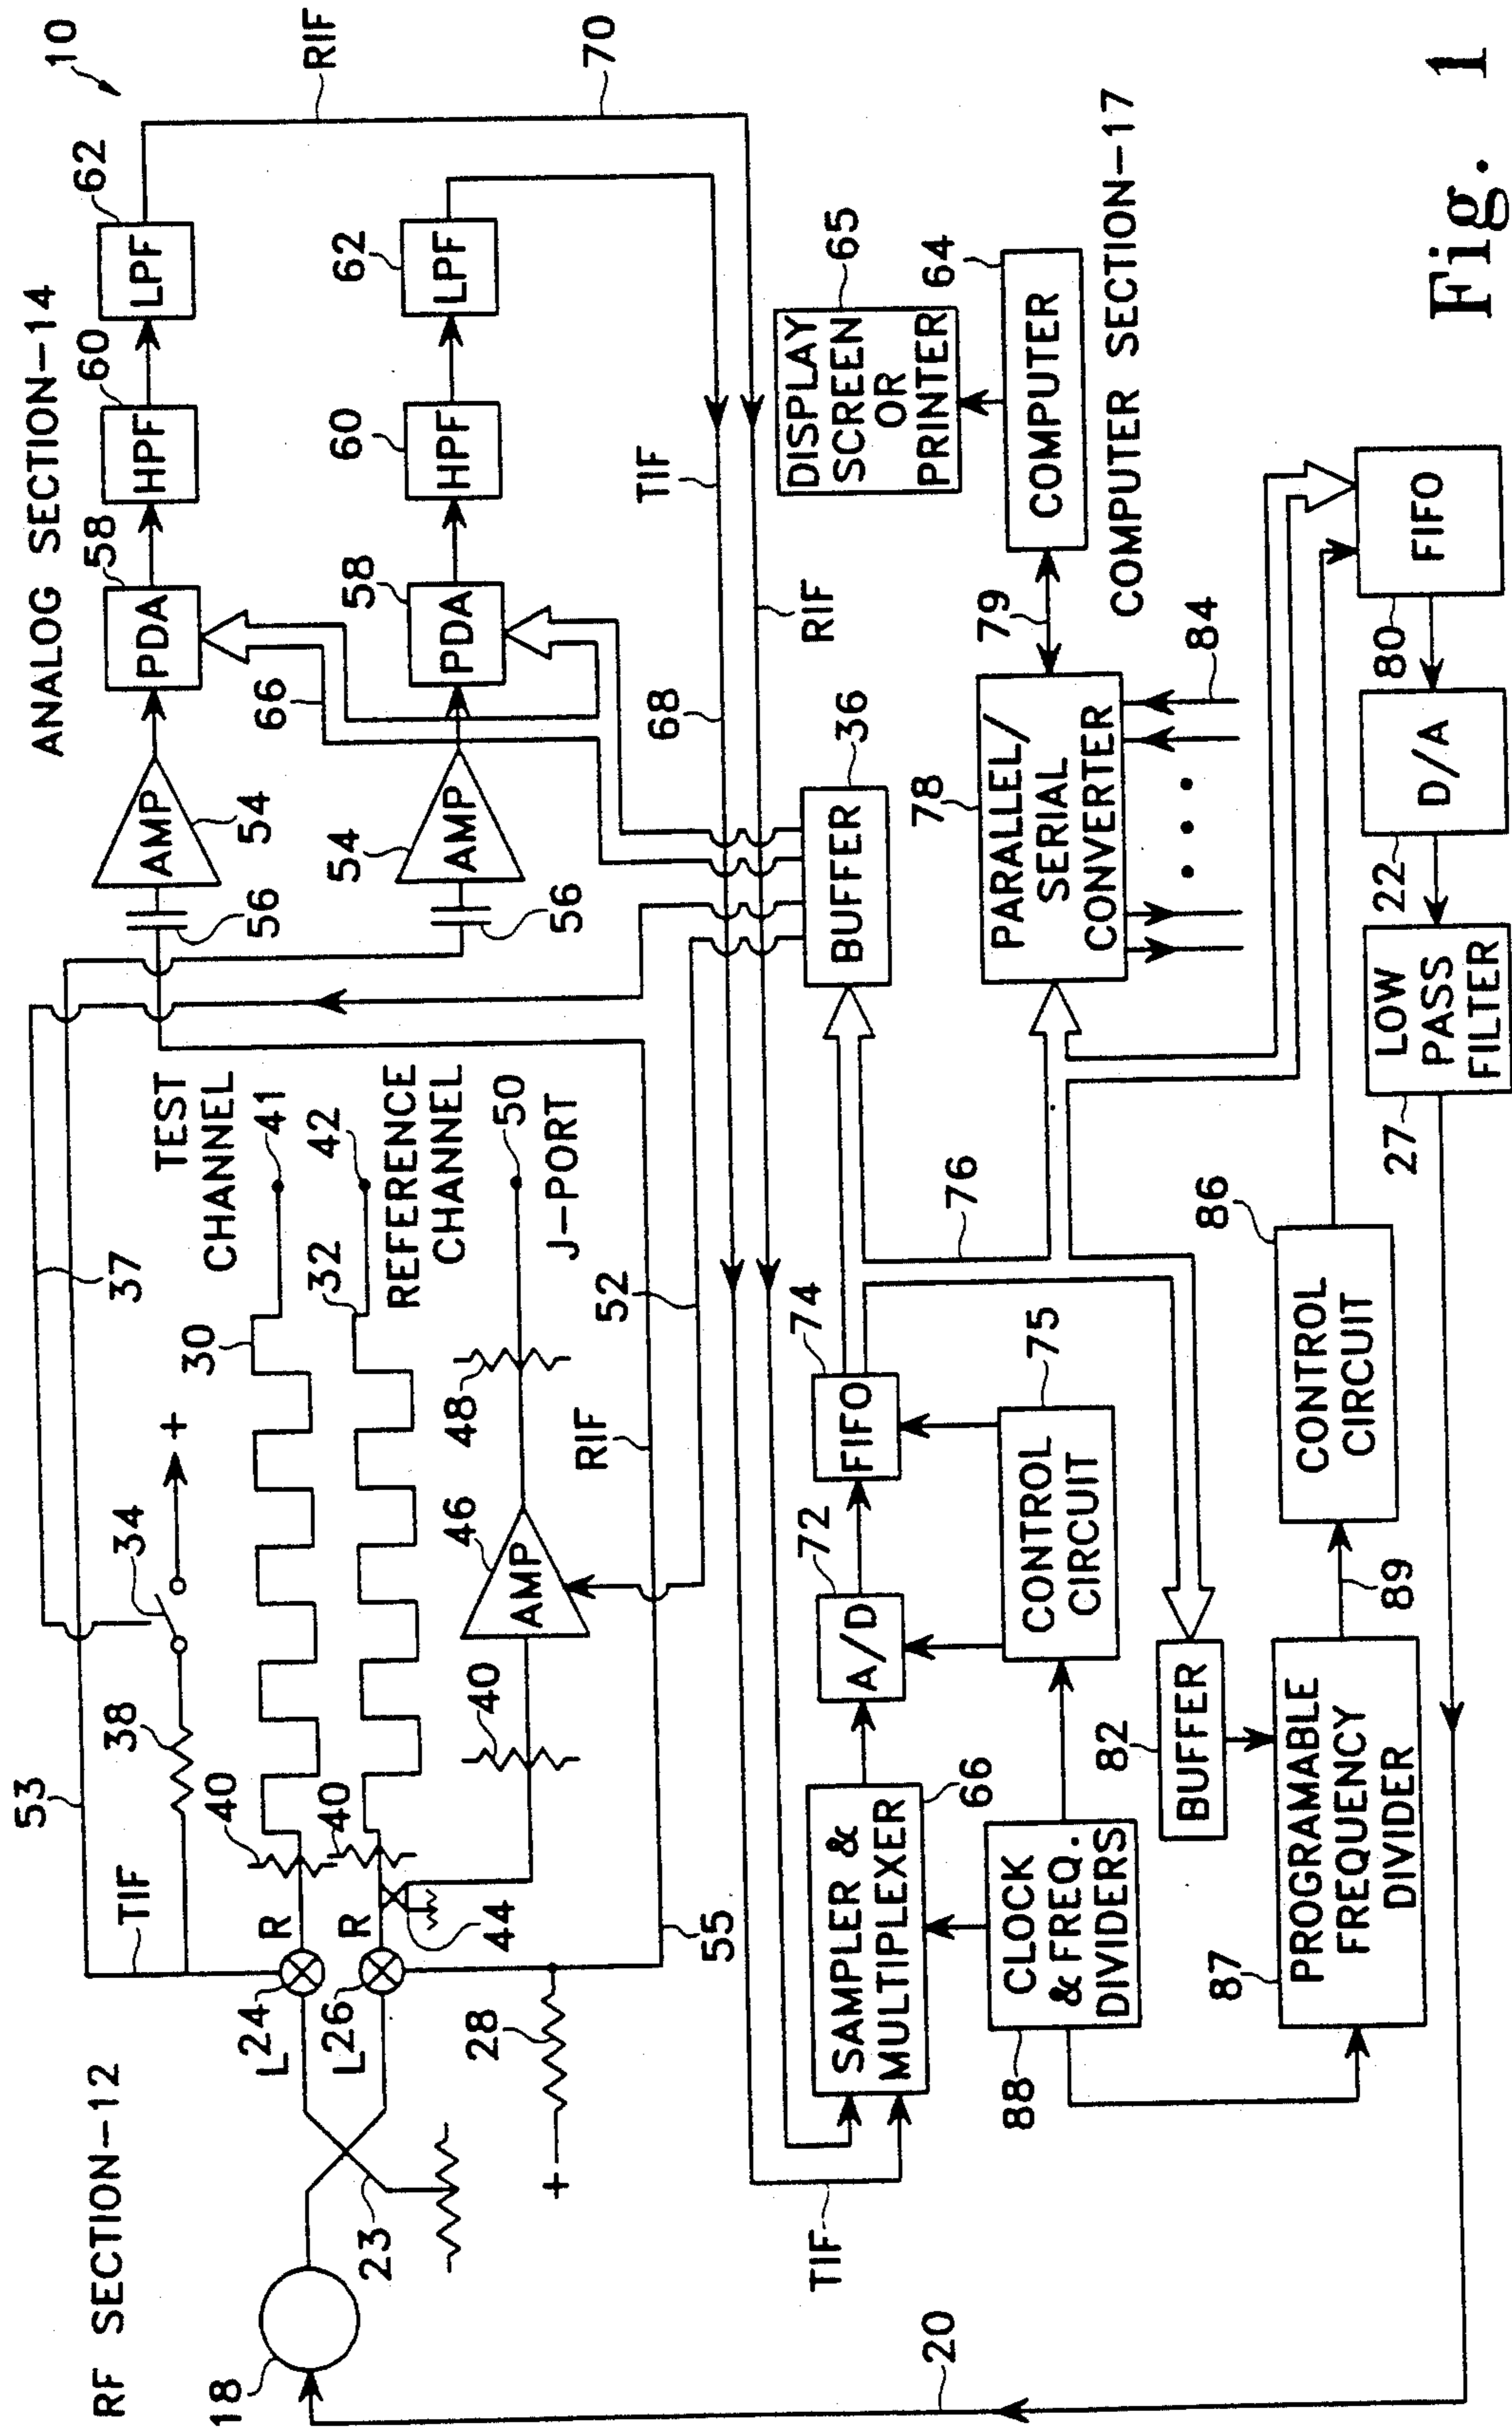 RF SECTION-12
ANALOG SECTION-14
10
53
TIF
37
38
34
+
TEST
CHANNEL
41
30
40
R
L24
18
23
L26
R
40
32
42
REFERENCE
CHANNEL
44
28
+
40
46
AMP
48
50
J-PORT
RIF
52
55
56
AMP
54
PDA
58
HPF
60
LPF
62
RIF
70
66
56
AMP
54
PDA
58
HPF
60
LPF
62
TIF
68
RIF
TIF
SAMPLER &
MULTIPLEXER
66
A/D
72
FIFO
74
BUFFER
36
DISPLAY
SCREEN
OR
PRINTER
65
CLOCK
& FREQ.
DIVIDERS
88
CONTROL
CIRCUIT
75
76
PARALLEL/
SERIAL
CONVERTER
78
79
COMPUTER
64
COMPUTER SECTION-17
84
BUFFER
82
PROGRAMABLE
FREQUENCY
DIVIDER
87
89
CONTROL
CIRCUIT
86
LOW
PASS
FILTER
27
D/A
22
FIFO
80
20
Fig. 1